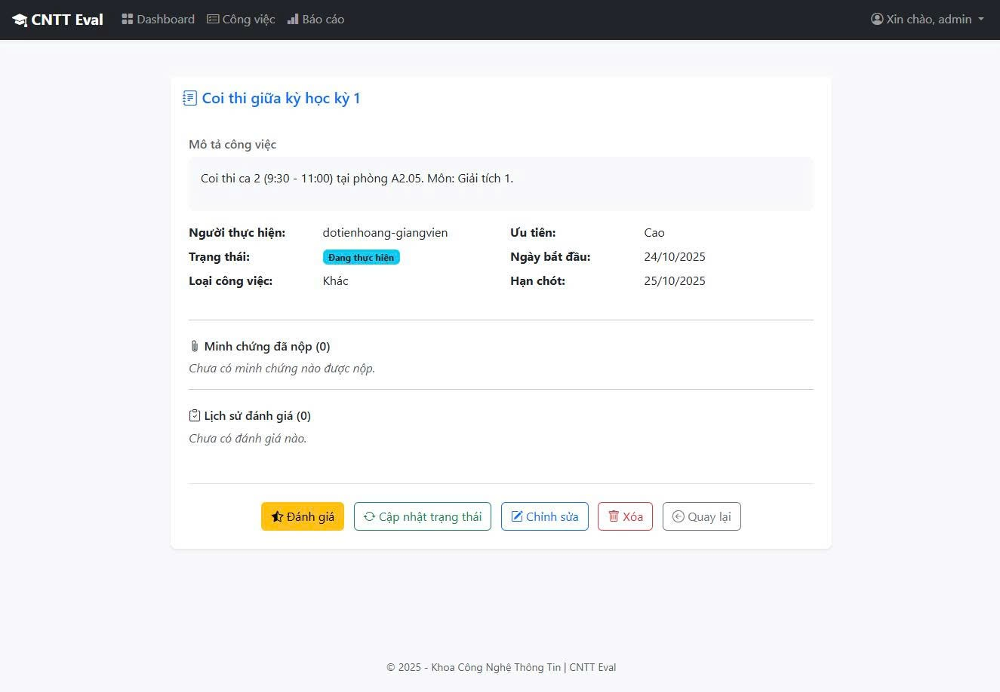 CNTT Eval Dashboard Công việc Báo cáo Xin chào, admin
Coi thi giữa kỳ học kỳ 1
Mô tả công việc
Coi thi ca 2 (9:30 - 11:00) tại phòng A2.05. Môn: Giải tích 1.
Người thực hiện: dotienhoang-giangvien Ưu tiên: Cao
Trạng thái: Đang thực hiện Ngày bắt đầu: 24/10/2025
Loại công việc: Khác Hạn chót: 25/10/2025
Minh chứng đã nộp (0)
Chưa có minh chứng nào được nộp.
Lịch sử đánh giá (0)
Chưa có đánh giá nào.
Đánh giá Cập nhật trạng thái Chỉnh sửa Xóa Quay lại
© 2025 - Khoa Công Nghệ Thông Tin | CNTT Eval